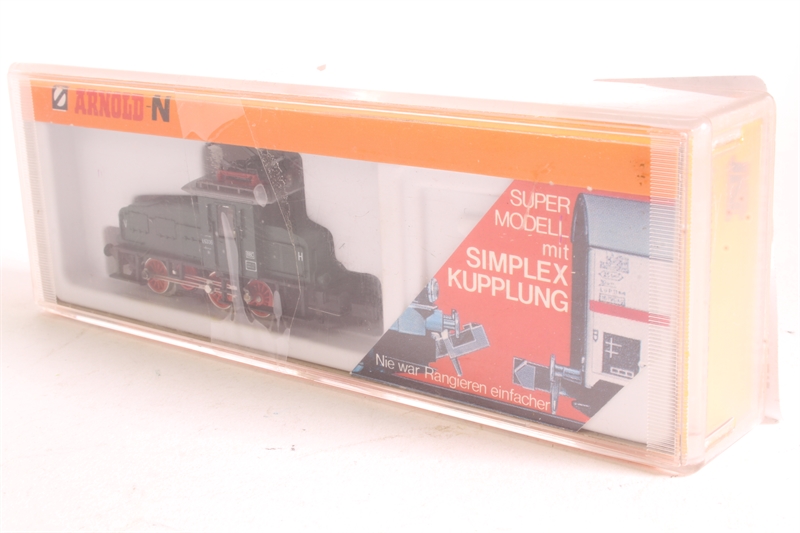 ARNOLD-N
SUPER
MODELL
mit
SIMPLEX
KUPPLUNG
Nie war Rangieren einfacher
H